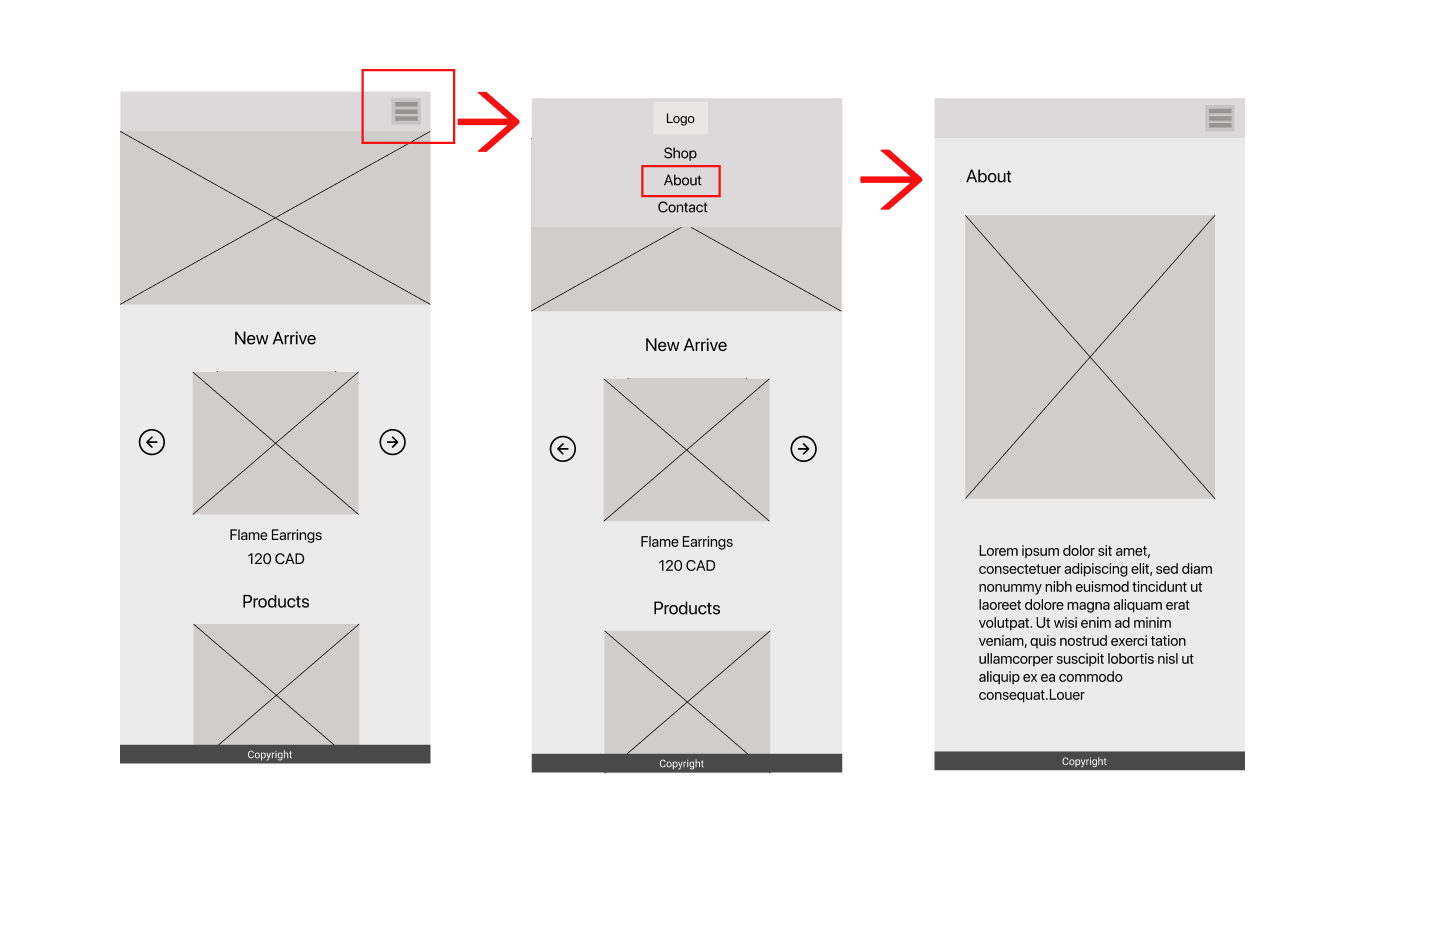 New Arrive
Flame Earrings
120 CAD
Products
Copyright
Logo
Shop
About
Contact
New Arrive
Flame Earrings
120 CAD
Products
Copyright
About
Lorem ipsum dolor sit amet,
consectetuer adipiscing elit, sed diam
nonummy nibh euismod tincidunt ut
laoreet dolore magna aliquam erat
volutpat. Ut wisi enim ad minim
veniam, quis nostrud exerci tation
ullamcorper suscipit lobortis nisl ut
aliquip ex ea commodo
consequat.Louer
Copyright